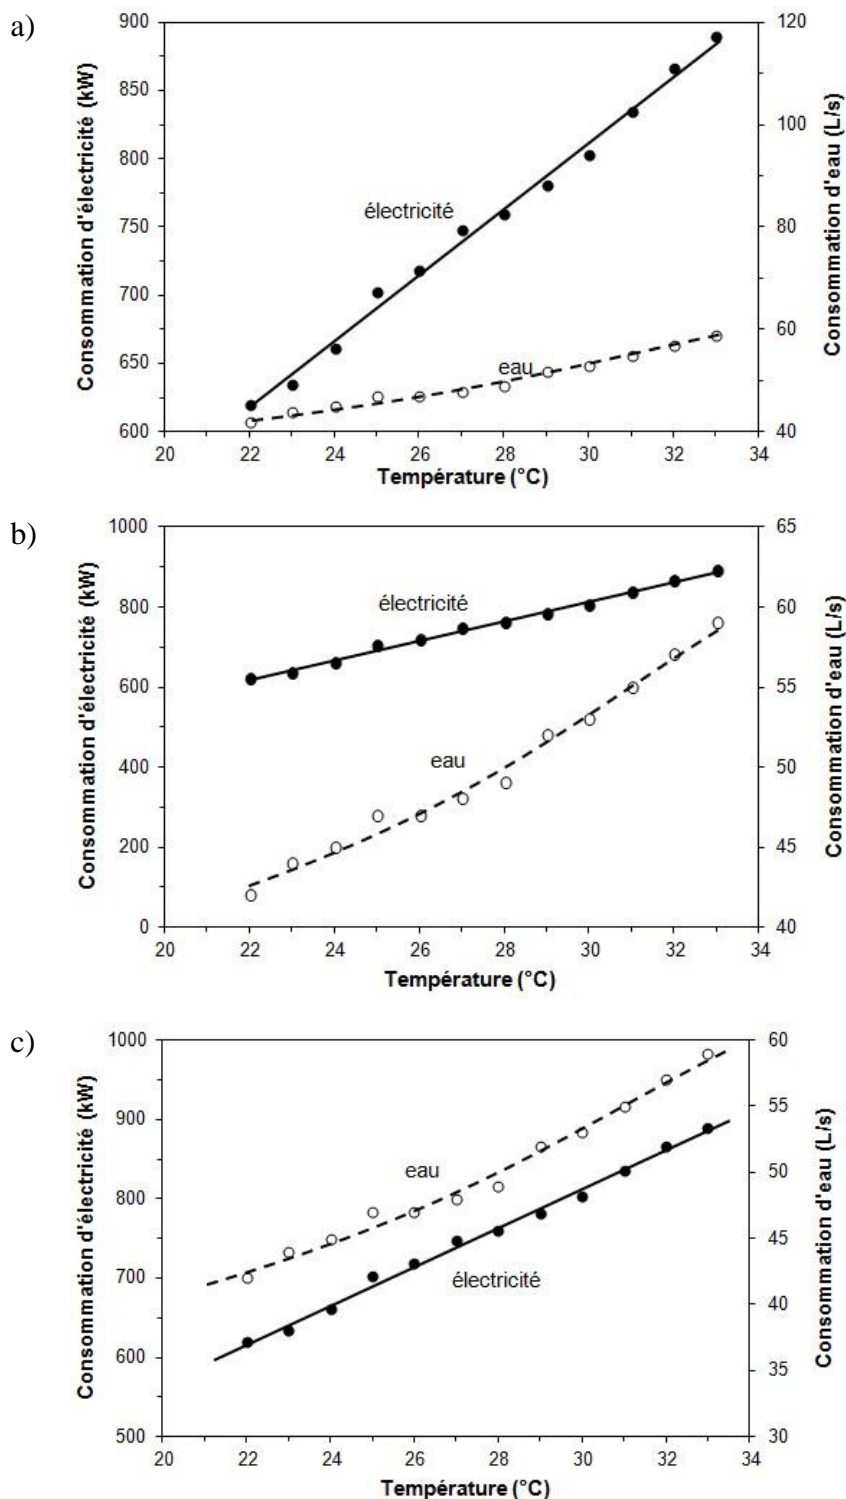 a)
Consommation d'électricité (kW)
900
850
800
750
700
650
600
120
100
80
60
40
Consommation d'eau (L/s)
électricité
eau
20 22 24 26 28 30 32 34
Température (°C)
b)
Consommation d'électricité (kW)
1000
800
600
400
200
0
65
60
55
50
45
40
Consommation d'eau (L/s)
électricité
eau
20 22 24 26 28 30 32 34
Température (°C)
c)
Consommation d'électricité (kW)
1000
900
800
700
600
500
60
55
50
45
40
35
30
Consommation d'eau (L/s)
eau
électricité
20 22 24 26 28 30 32 34
Température (°C)